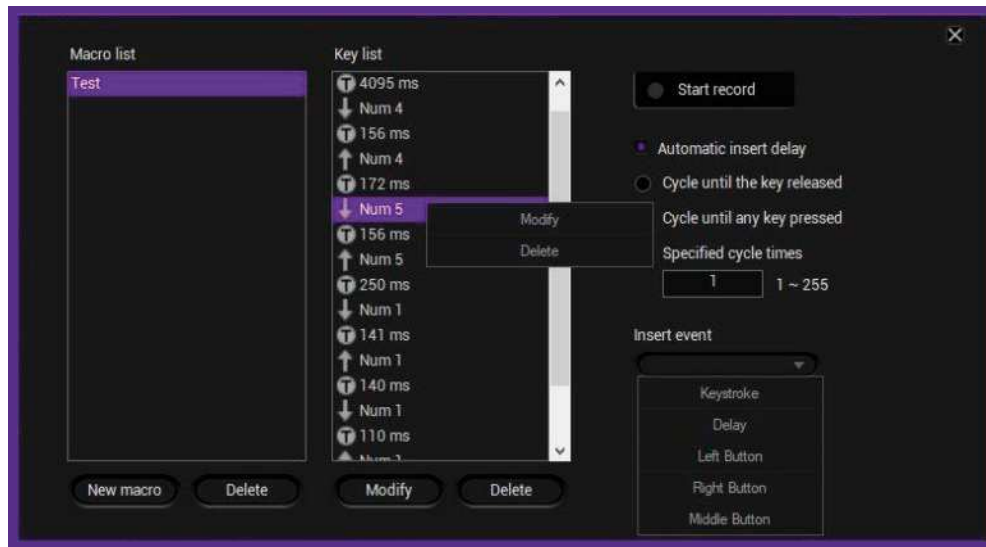 Macro list
Test
New macro
Delete
Key list
4095 ms
Num 4
156 ms
Num 4
172 ms
Num 5
156 ms
Num 5
250 ms
Num 1
141 ms
Num 1
140 ms
Num 1
110 ms
Num 1
Modify
Delete
Modify
Delete
Start record
Automatic insert delay
Cycle until the key released
Cycle until any key pressed
Specified cycle times
1 1 ~ 255
Insert event
Keystroke
Delay
Left Button
Right Button
Middle Button